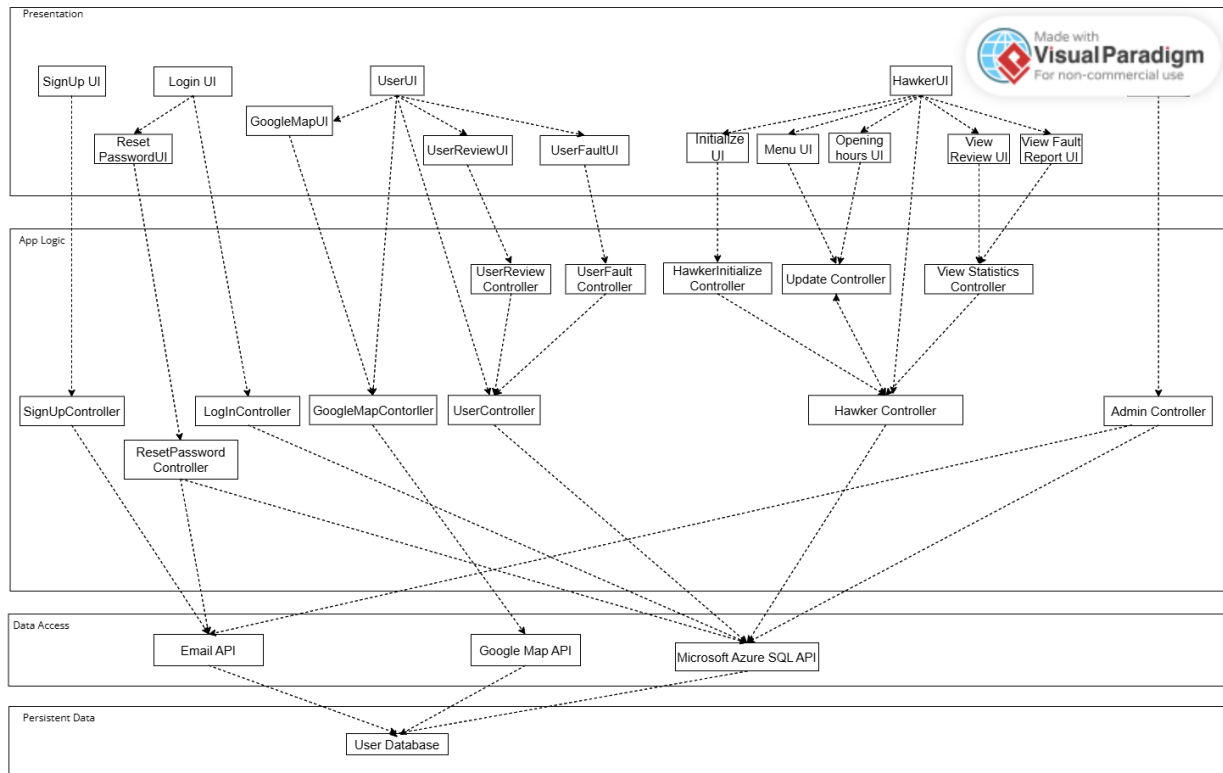 Presentation
Made with
Visual Paradigm
For non-commercial use
SignUp UI
Login UI
UserUI
HawkerUI
GoogleMapUI
Reset
PasswordUI
UserReviewUI
UserFaultUI
Initialize
UI
Menu UI
Opening
hours UI
View
Review UI
View Fault
Report UI
App Logic
UserReview
Controller
UserFault
Controller
HawkerInitialize
Controller
Update Controller
View Statistics
Controller
SignUpController
LogInController
GoogleMapContorller
UserController
Hawker Controller
Admin Controller
ResetPassword
Controller
Data Access
Email API
Google Map API
Microsoft Azure SQL API
Persistent Data
User Database